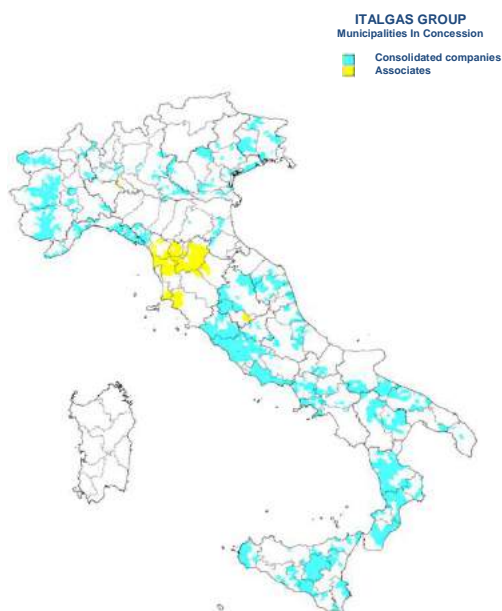 ITALGAS GROUP
Municipalities In Concession
Consolidated companies
Associates